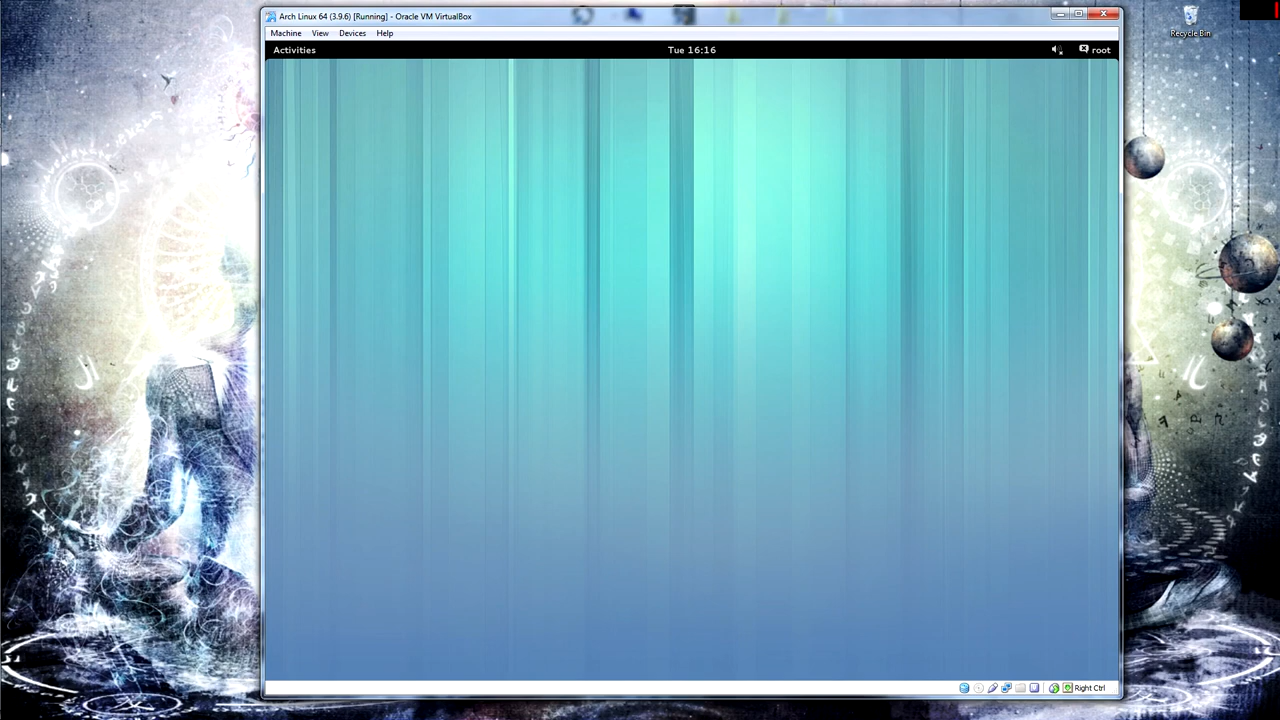 Arch Linux 64 (3.9.6) [Running] - Oracle VM VirtualBox
Machine View Devices Help
Activities Tue 16:16 root
Recycle Bin
Right Ctrl